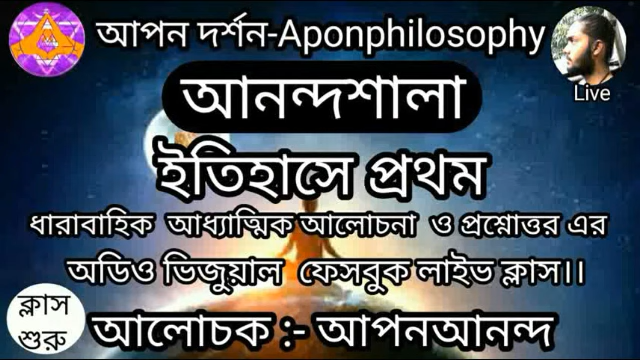 আপন দর্শন-Aponphilosophy
Live
আনন্দশালা
ইতিহাসে প্রথম
ধারাবাহিক আধ্যাত্মিক আলোচনা ও প্রশ্নোত্তর এর
অডিও ভিজুয়াল ফেসবুক লাইভ ক্লাস।।
ক্লাস
শুরু
আলোচক :- আপনআনন্দ